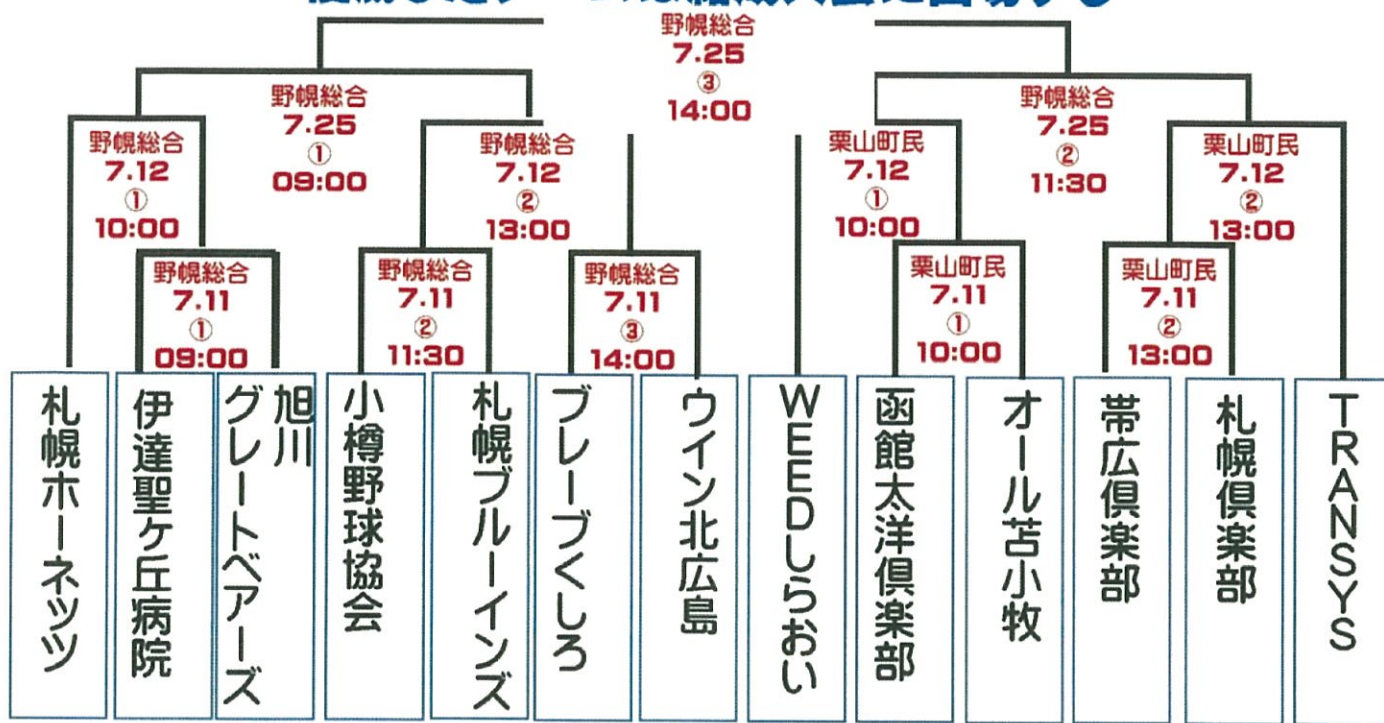 野幌総合
7.25
③
14:00
野幌総合
7.25
①
09:00
野幌総合
7.25
②
11:30
野幌総合
7.12
①
10:00
野幌総合
7.12
②
13:00
栗山町民
7.12
①
10:00
栗山町民
7.12
②
13:00
野幌総合
7.11
①
09:00
野幌総合
7.11
②
11:30
野幌総合
7.11
③
14:00
栗山町民
7.11
①
10:00
栗山町民
7.11
②
13:00
札幌ホーネッツ
伊達聖ヶ丘病院
旭川
グレートベアーズ
小樽野球協会
札幌ブルーインズ
ブレーブくしろ
ウイン北広島
WEEDしらおい
函館太洋倶楽部
オール苫小牧
帯広倶楽部
札幌倶楽部
TRANSYS